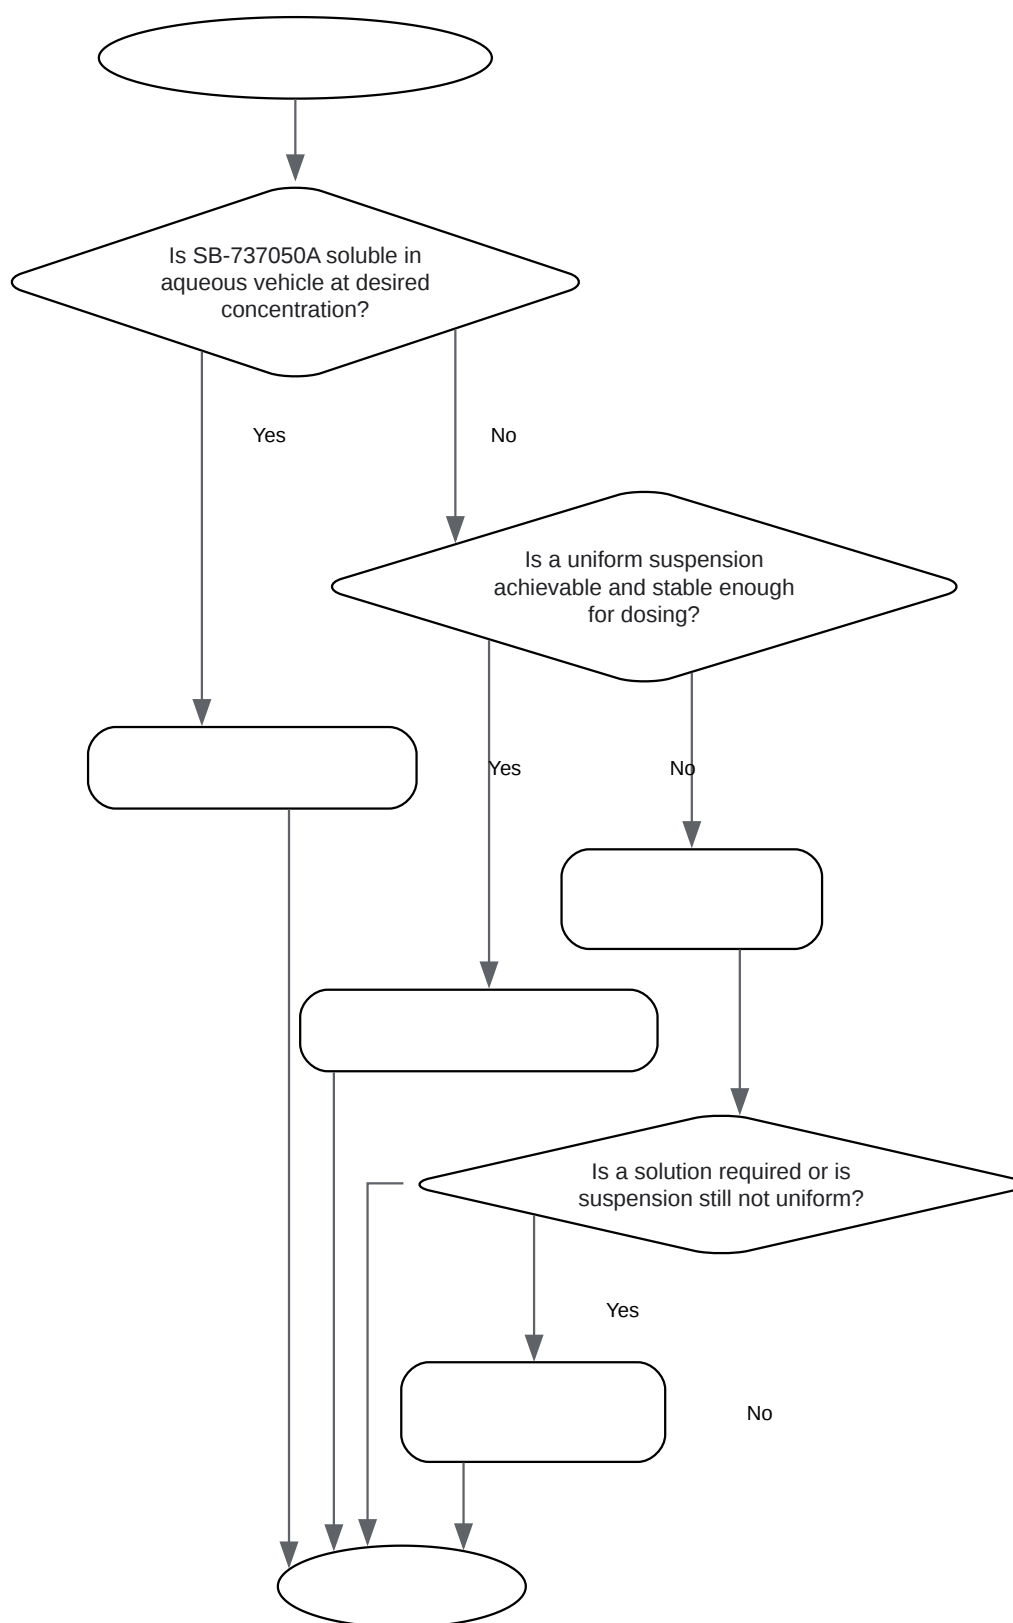 Is SB-737050A soluble in
aqueous vehicle at desired
concentration?
Yes
No
Is a uniform suspension
achievable and stable enough
for dosing?
Yes
No
Is a solution required or is
suspension still not uniform?
Yes
No